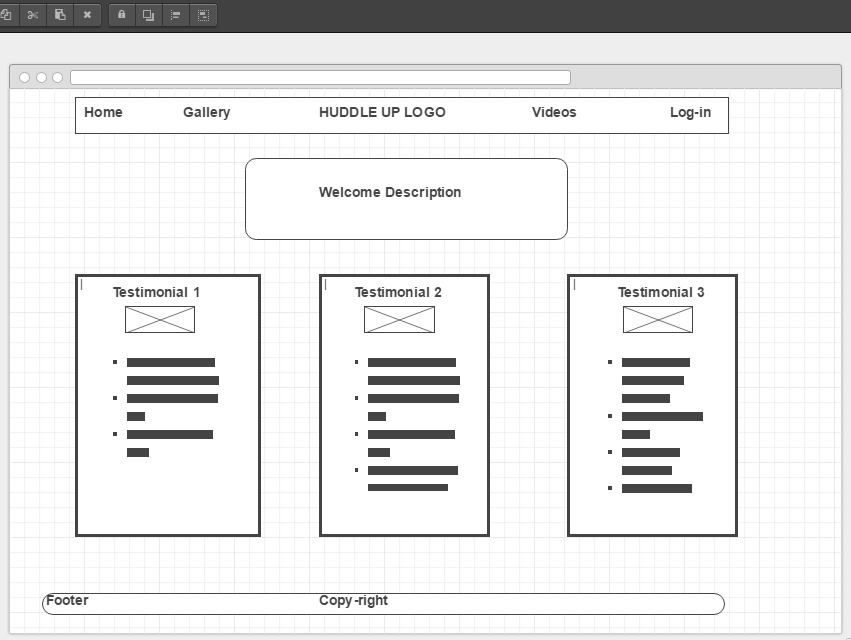 Home Gallery HUDDLE UP LOGO Videos Log-in
Welcome Description
Testimonial 1
Testimonial 2
Testimonial 3
Footer Copy-right